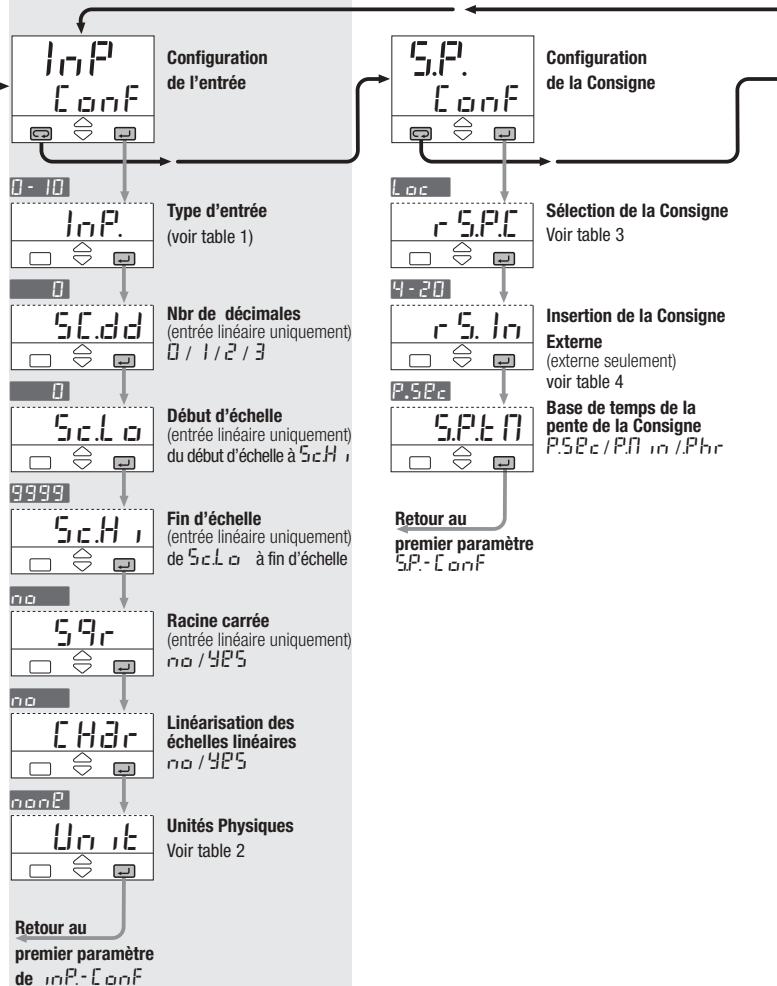 InP
ConF
Configuration
de l'entrée
0-10
InP.
Type d'entrée
(voir table 1)
0
SC.dd
Nbr de décimales
(entrée linéaire uniquement)
0 / 1 / 2 / 3
0
Sc.Lo
Début d'échelle
(entrée linéaire uniquement)
du début d'échelle à Sc.Hi
9999
Sc.Hi
Fin d'échelle
(entrée linéaire uniquement)
de Sc.Lo à fin d'échelle
no
Sqr
Racine carrée
(entrée linéaire uniquement)
no / YES
no
CHAr
Linéarisation des
échelles linéaires
no / YES
nonE
Unit
Unités Physiques
Voir table 2
Retour au
premier paramètre
de inP.-ConF
S.P.
ConF
Configuration
de la Consigne
Loc
r S.P.C
Sélection de la Consigne
Voir table 3
4-20
r S. In
Insertion de la Consigne
Externe
(externe seulement)
voir table 4
P.SEc
S.P.tM
Base de temps de la
pente de la Consigne
P.SEc / P.Min / .Phr
Retour au
premier paramètre
S.P.-ConF